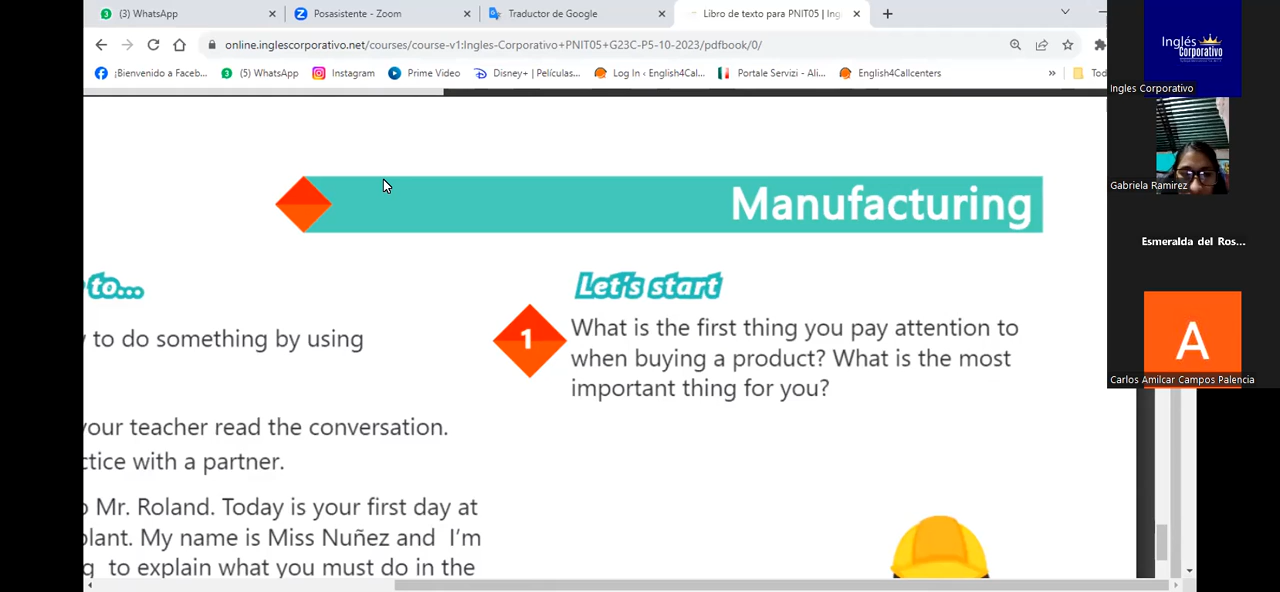 (3) WhatsApp
Posasistente - Zoom
Traductor de Google
Libro de texto para PNIT05 | Ing
online.inglescorporativo.net/courses/course-v1:Ingles-Corporativo+PNIT05+G23C-P5-10-2023/pdfbook/0/
¡Bienvenido a Faceb...
(3) WhatsApp
Instagram
Prime Video
Disney+ | Películas...
Log In ‹ English4Cal...
Portale Servizi - Ali...
English4Callcenters
»
Tod
Manufacturing
to...
y to do something by using
your teacher read the conversation.
ctice with a partner.
o Mr. Roland. Today is your first day at
plant. My name is Miss Nuñez and I'm
g to explain what you must do in the
Let's start
1
What is the first thing you pay attention to
when buying a product? What is the most
important thing for you?
Inglés
Corporativo
Ingles Corporativo
Gabriela Ramirez
Esmeralda del Ros...
A
Carlos Amilcar Campos Palencia